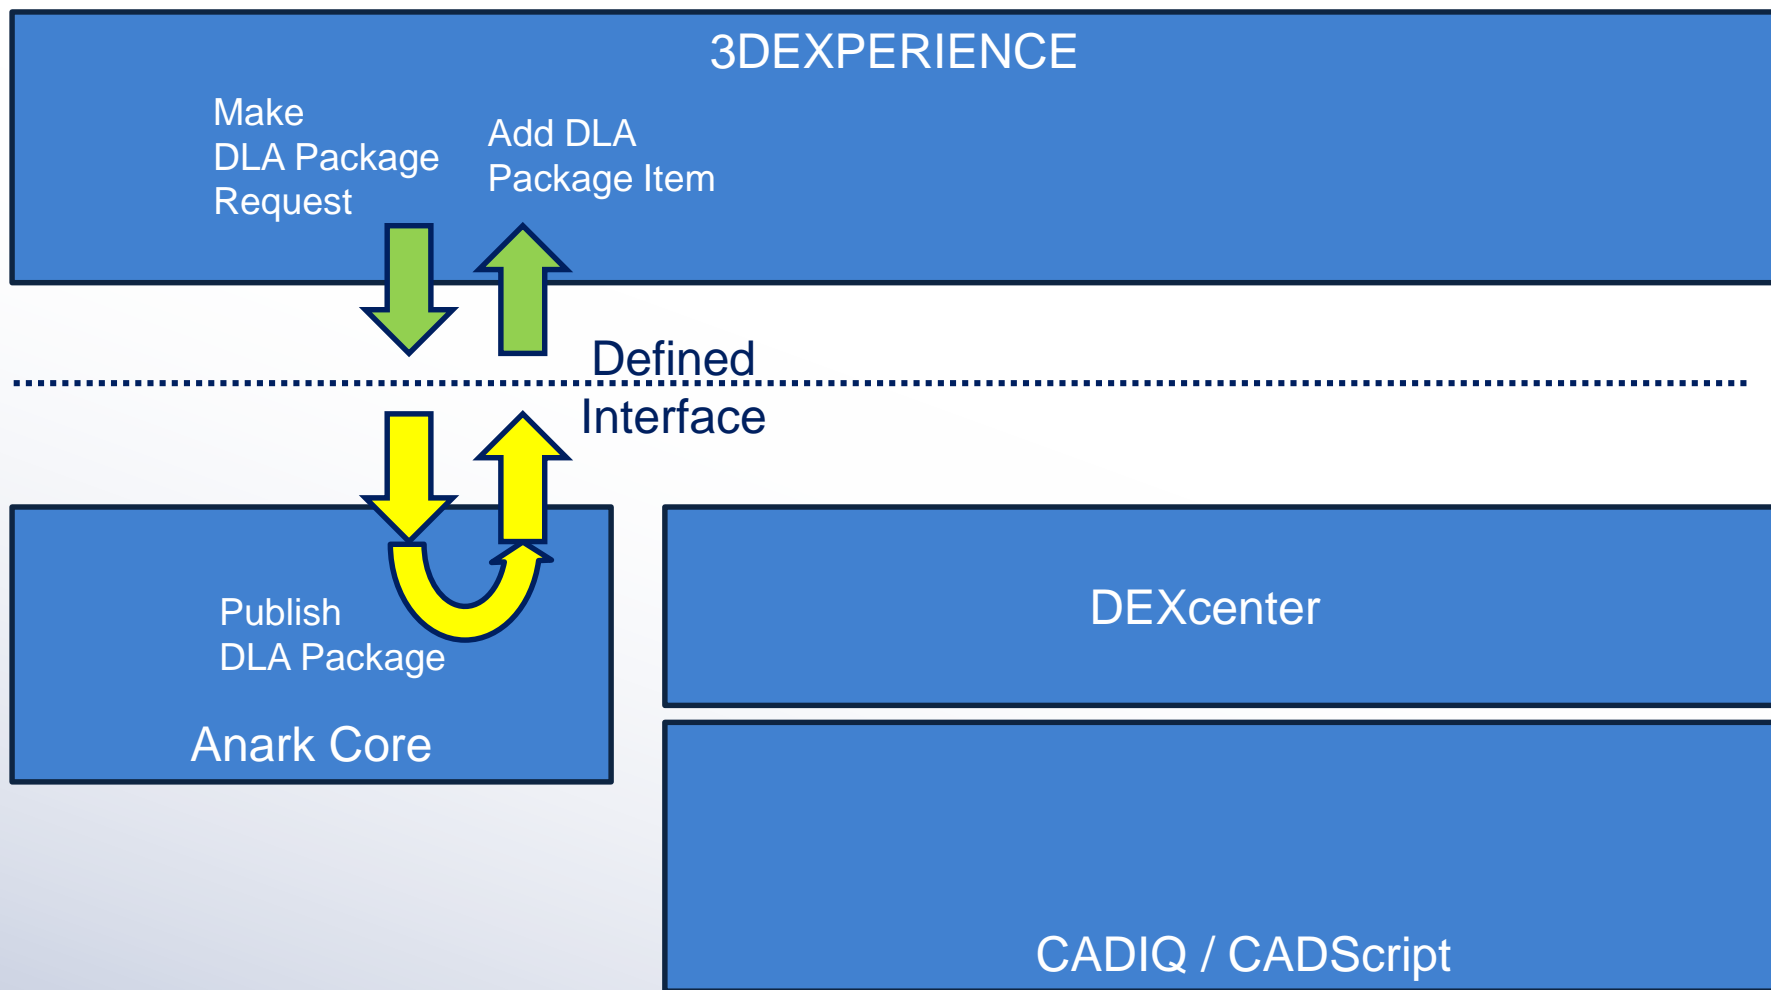 3DEXPERIENCE
Make
DLA Package
Request
Add DLA
Package Item
Defined
Interface
Publish
DLA Package
Anark Core
DEXcenter
CADIQ / CADScript